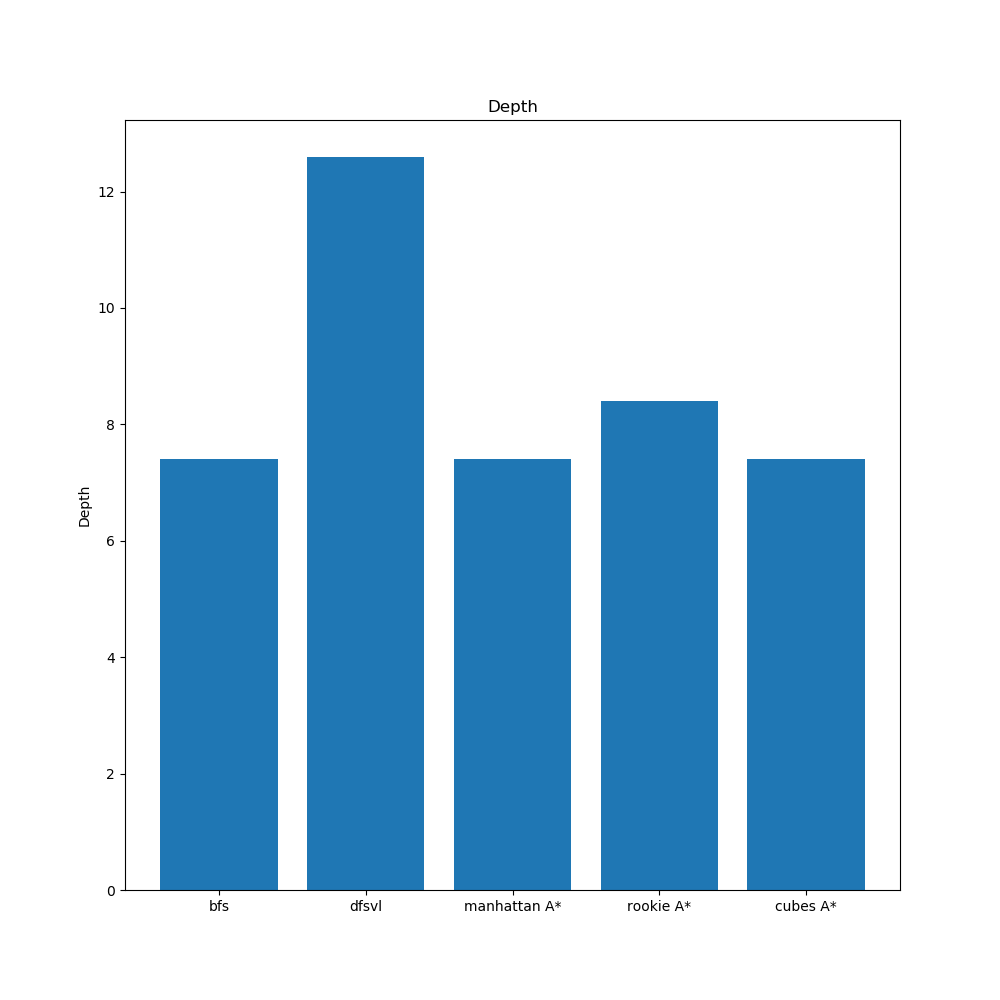 Depth
12
10
8
6
4
2
0
Depth
bfs
dfsvl
manhattan A*
rookie A*
cubes A*